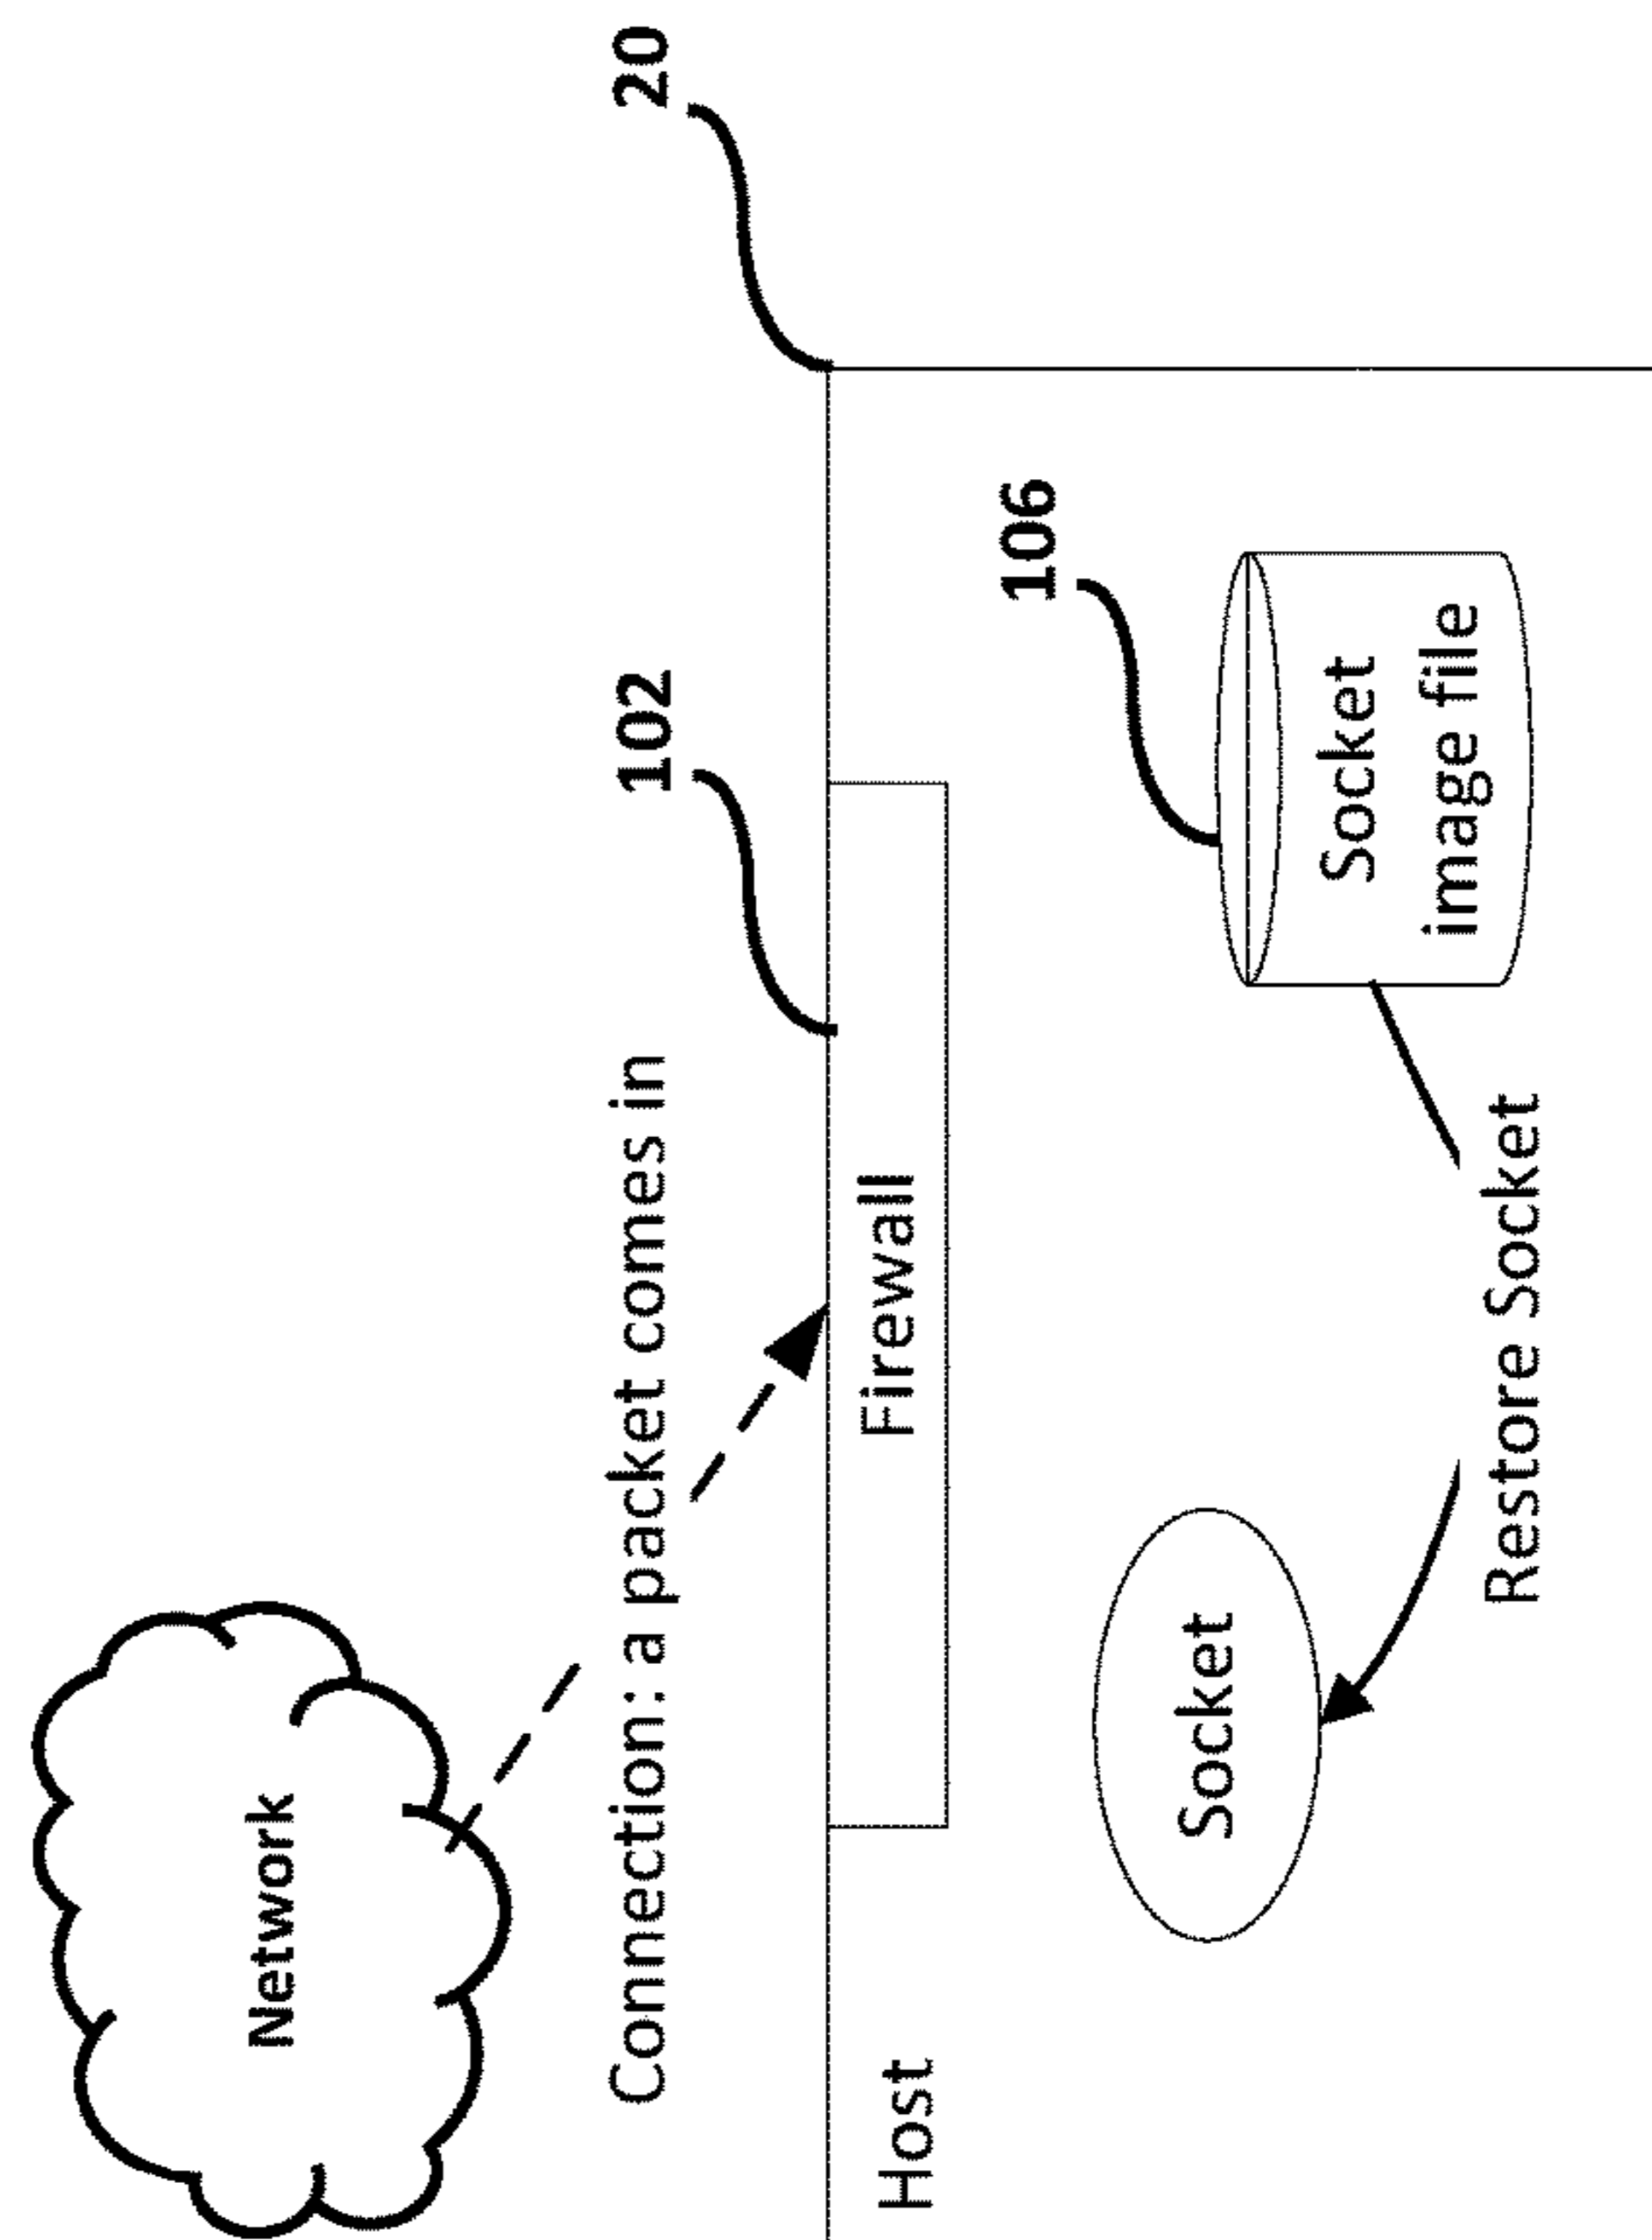 Network
20
Connection: a packet comes in
102
Host
Firewall
106
Socket
Socket
image file
Restore Socket